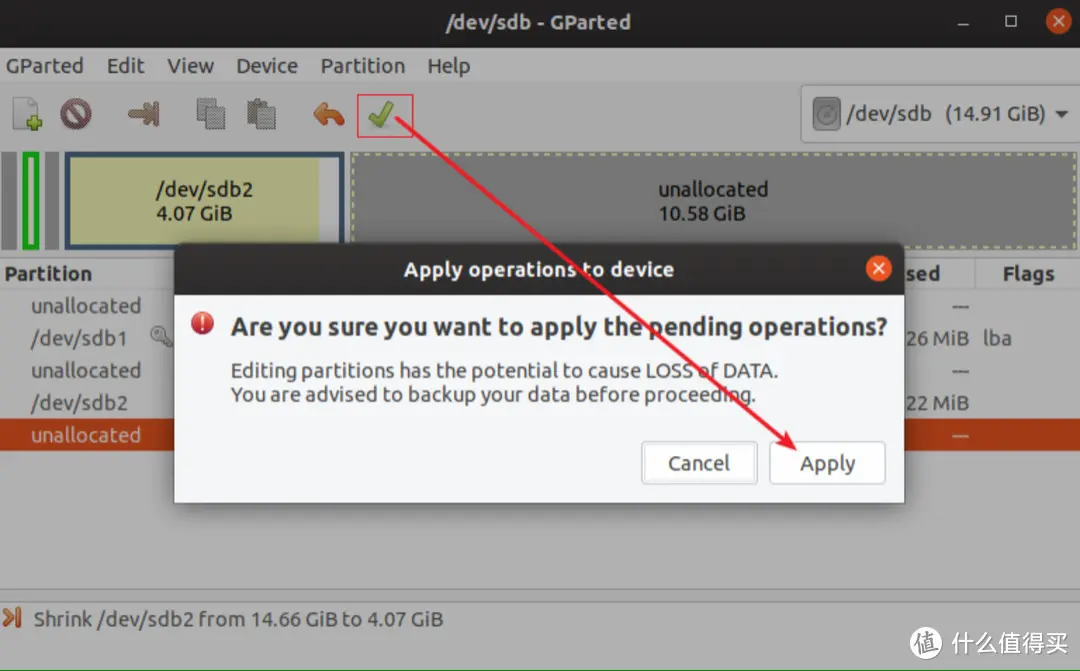 /dev/sdb - GParted
GParted Edit View Device Partition Help
/dev/sdb (14.91 GiB)
/dev/sdb2
4.07 GiB
unallocated
10.58 GiB
Apply operations to device
Partition
sed Flags
Are you sure you want to apply the pending operations?
Editing partitions has the potential to cause LOSS of DATA.
You are advised to backup your data before proceeding.
Cancel Apply
unallocated ---
/dev/sdb1 26 MiB lba
unallocated ---
/dev/sdb2 22 MiB
unallocated ---
Shrink /dev/sdb2 from 14.66 GiB to 4.07 GiB
值 什么值得买